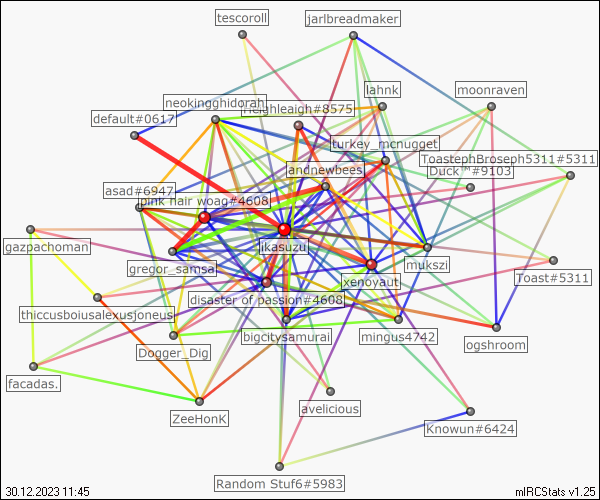 tescoroll
jarlbreadmaker
lahnk
moonraven
neokingghidorah
Heighleigh#8575
default#0617
turkey_mcnugget
ToastephBroseph5311#5311
andnewbees
Duck™#9103
asad#6947
pink hair woag#4608
ikasuzu
gazpachoman
gregor_samsa
xenoyaut
mukszi
Toast#5311
disaster of passion#4608
thiccusboiusalexusjoneus
bigcitysamurai
mingus4742
ogshroom
Dogger_Dig
facadas.
avelicious
ZeeHonK
Knowun#6424
Random Stuf6#5983
30.12.2023 11:45
mIRCStats v1.25